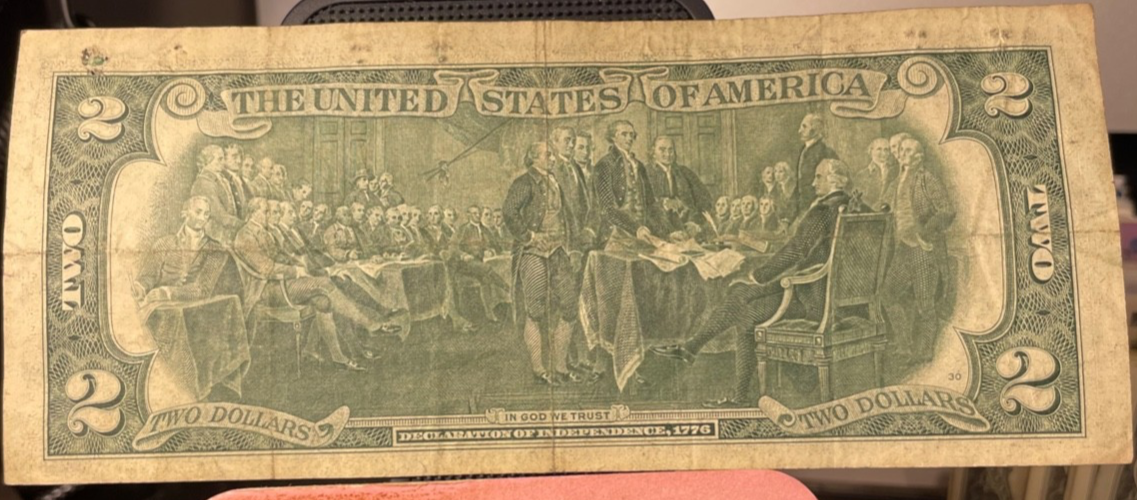 THE UNITED STATES OF AMERICA
2
2
TWO
TWO
30
2
2
TWO DOLLARS
IN GOD WE TRUST
TWO DOLLARS
DECLARATION OF INDEPENDENCE, 1776